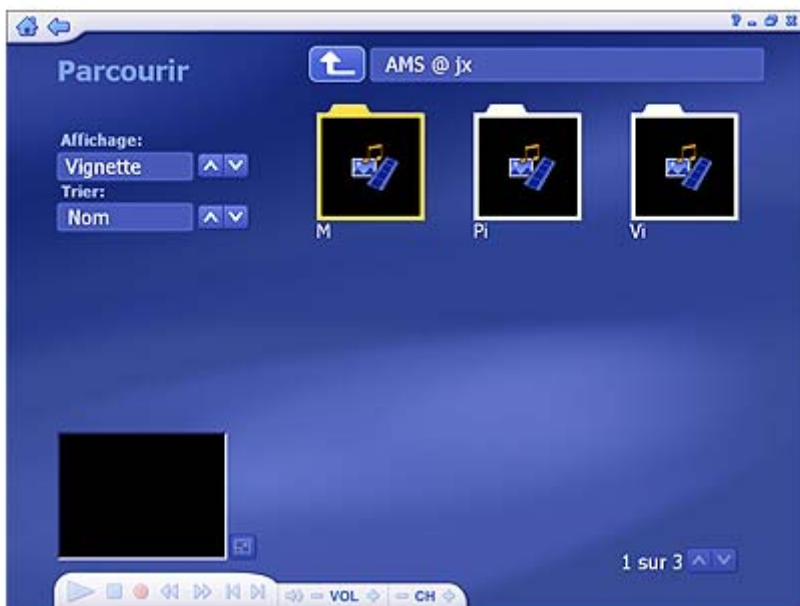 Parcourir
AMS @ jx
Affichage:
Vignette
Trier:
Nom
M
Pi
Vi
1 sur 3
VOL
CH